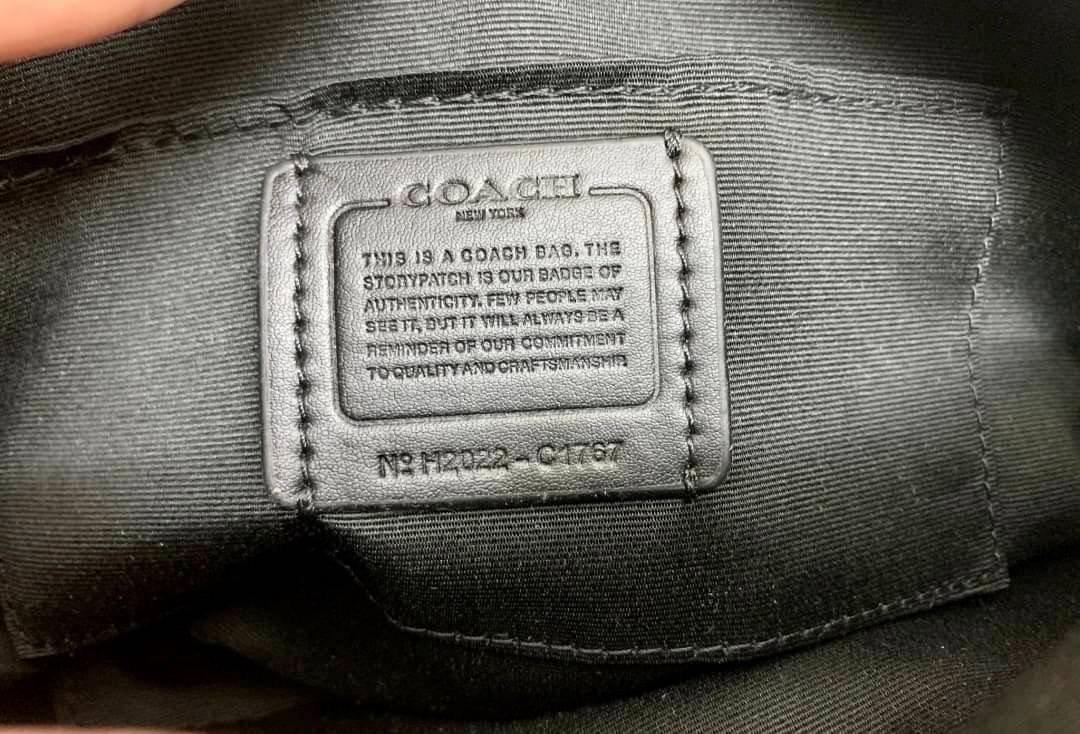 COACH
NEW YORK
THIS IS A COACH BAG. THE
STORYPATCH IS OUR BADGE OF
AUTHENTICITY. FEW PEOPLE MAY
SEE IT, BUT IT WILL ALWAYS BE A
REMINDER OF OUR COMMITMENT
TO QUALITY AND CRAFTSMANSHIP.
Nº H2022-C1767